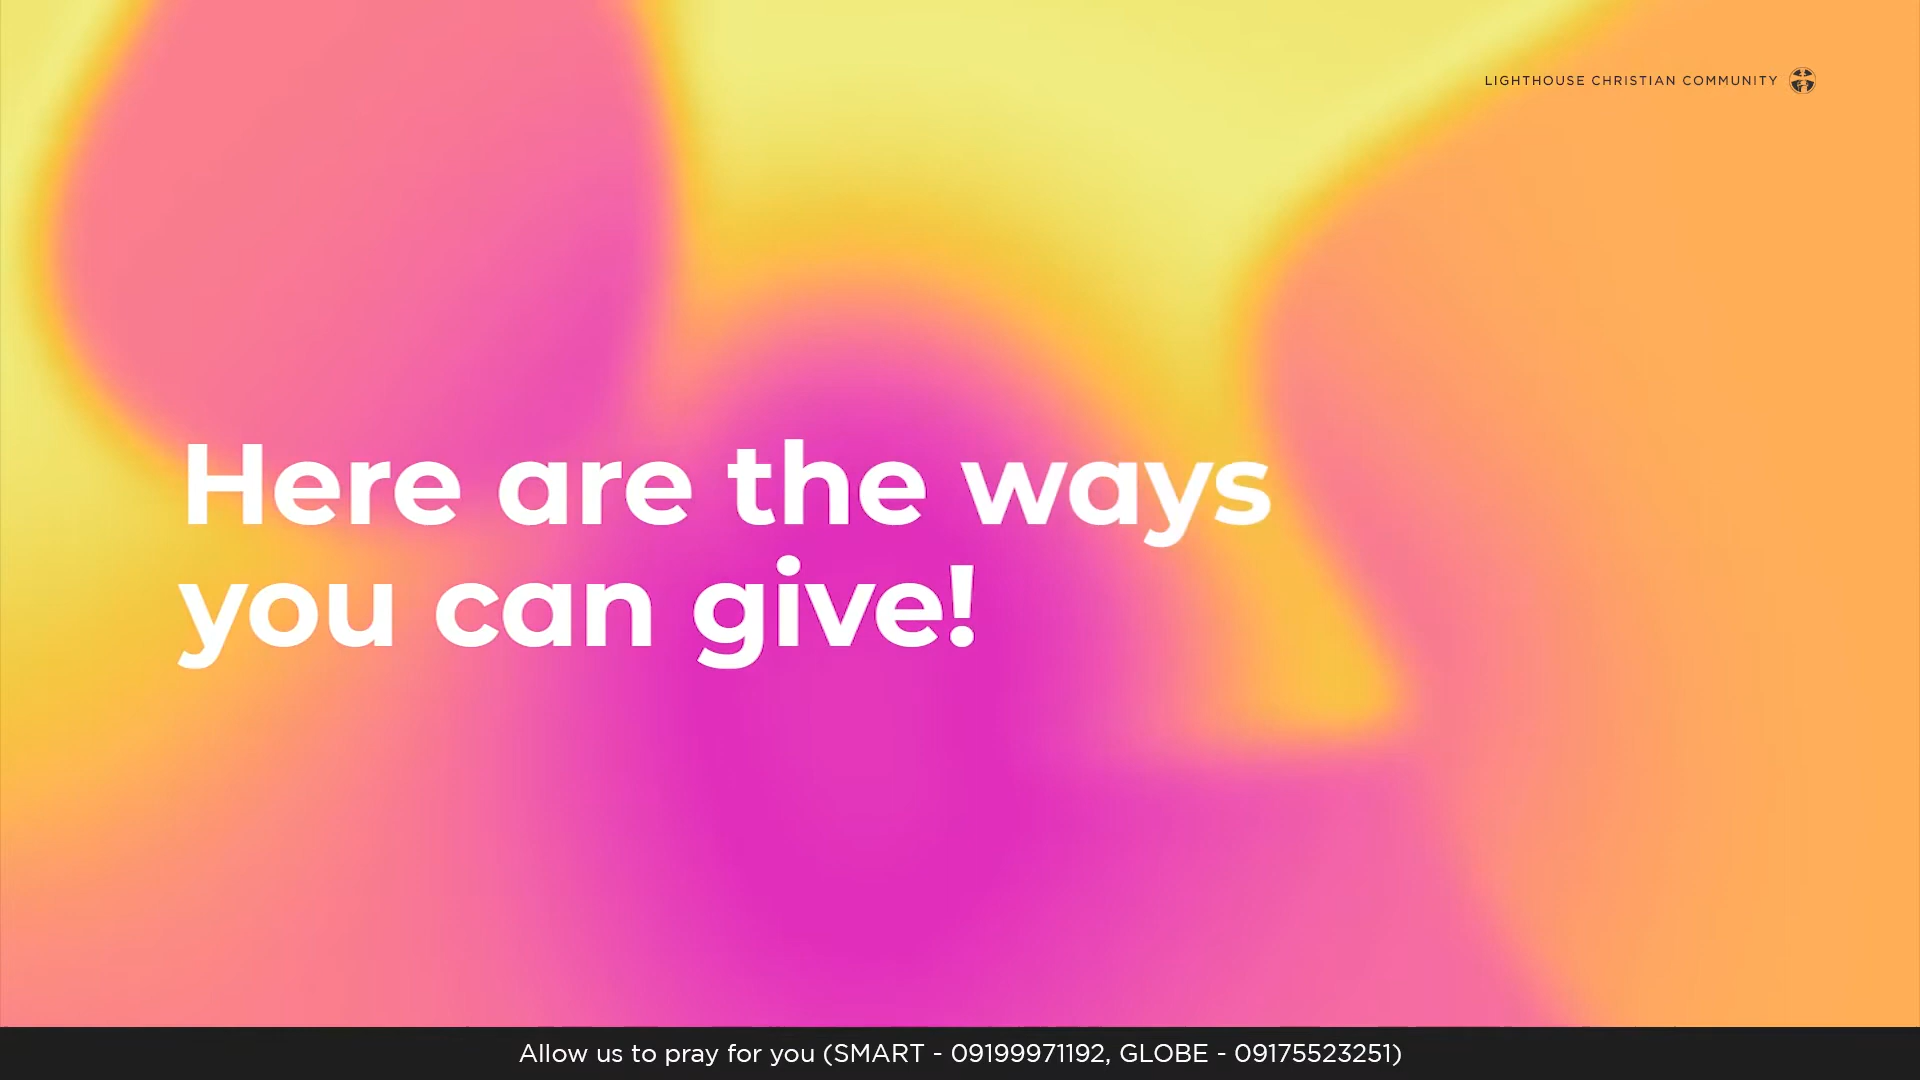 LIGHTHOUSE CHRISTIAN COMMUNITY
Here are the ways
you can give!
Allow us to pray for you (SMART - 09199971192, GLOBE - 09175523251)